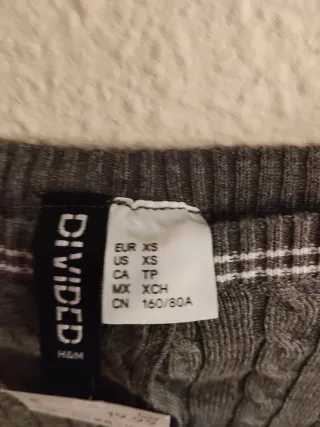 DIVIDED
H&M
EUR XS
US XS
CA TP
MX XCH
CN 160/80A